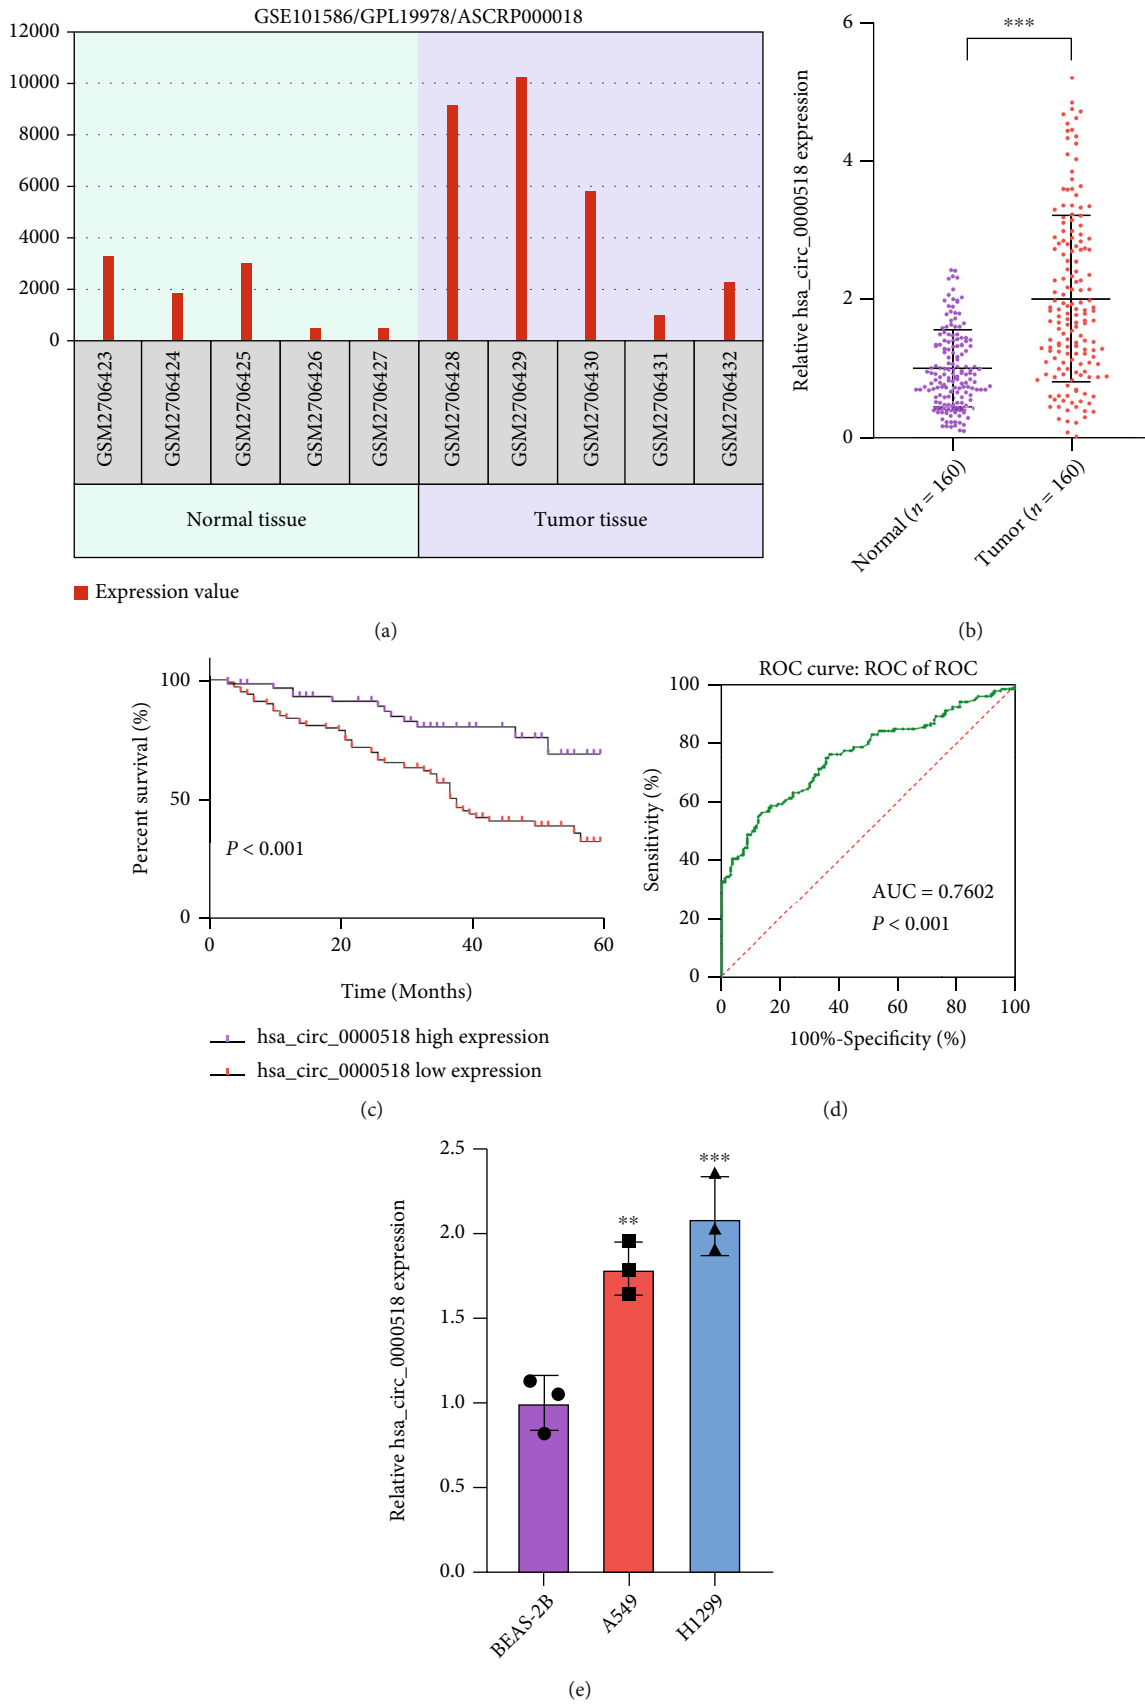 GSE101586/GPL19978/ASCRP000018
12000
10000
8000
6000
4000
2000
0
GSM2706423
GSM2706424
GSM2706425
GSM2706426
GSM2706427
GSM2706428
GSM2706429
GSM2706430
GSM2706431
GSM2706432
Normal tissue
Tumor tissue
Expression value
(a)
Relative hsa_circ_0000518 expression
6
4
2
0
***
Normal (n = 160)
Tumor (n = 160)
(b)
Percent survival (%)
100
50
0
P < 0.001
0
20
40
60
Time (Months)
hsa_circ_0000518 high expression
hsa_circ_0000518 low expression
(c)
ROC curve: ROC of ROC
Sensitivity (%)
100
80
60
40
20
0
AUC = 0.7602
P < 0.001
0
20
40
60
80
100
100%-Specificity (%)
(d)
Relative hsa_circ_0000518 expression
2.5
2.0
1.5
1.0
0.5
0.0
**
***
BEAS-2B
A549
H1299
(e)